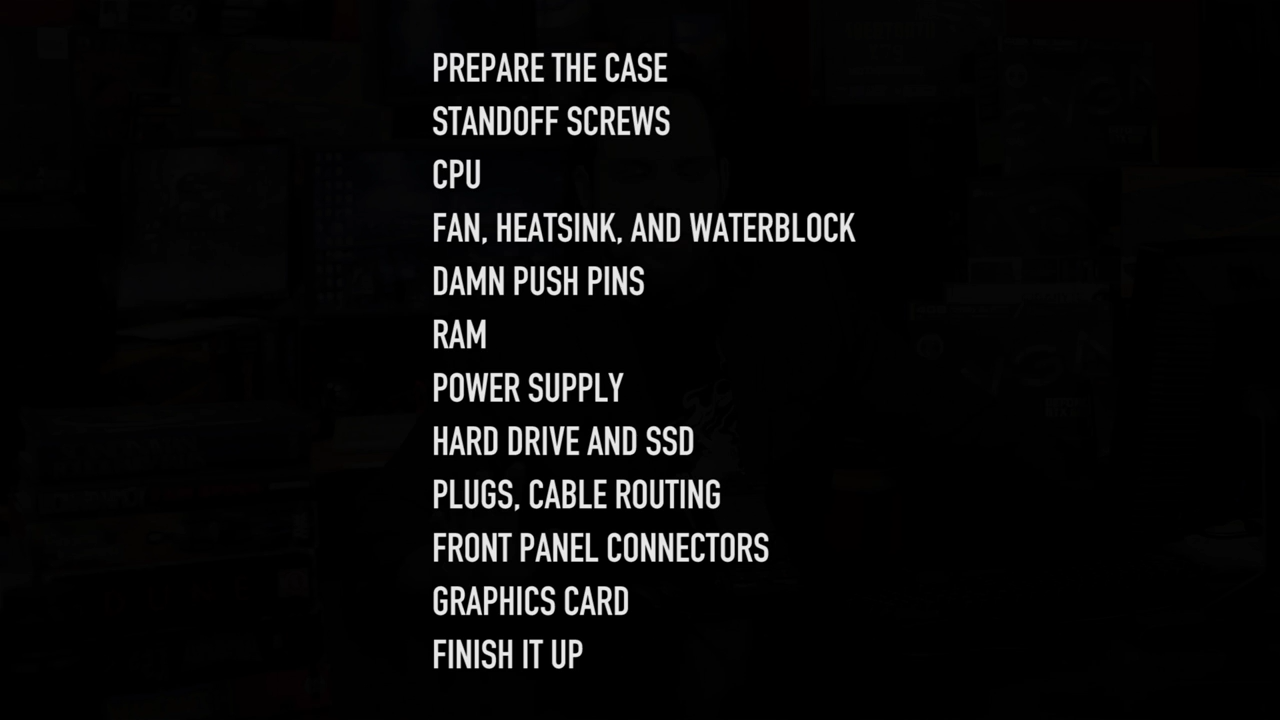 PREPARE THE CASE
STANDOFF SCREWS
CPU
FAN, HEATSINK, AND WATERBLOCK
DAMN PUSH PINS
RAM
POWER SUPPLY
HARD DRIVE AND SSD
PLUGS, CABLE ROUTING
FRONT PANEL CONNECTORS
GRAPHICS CARD
FINISH IT UP